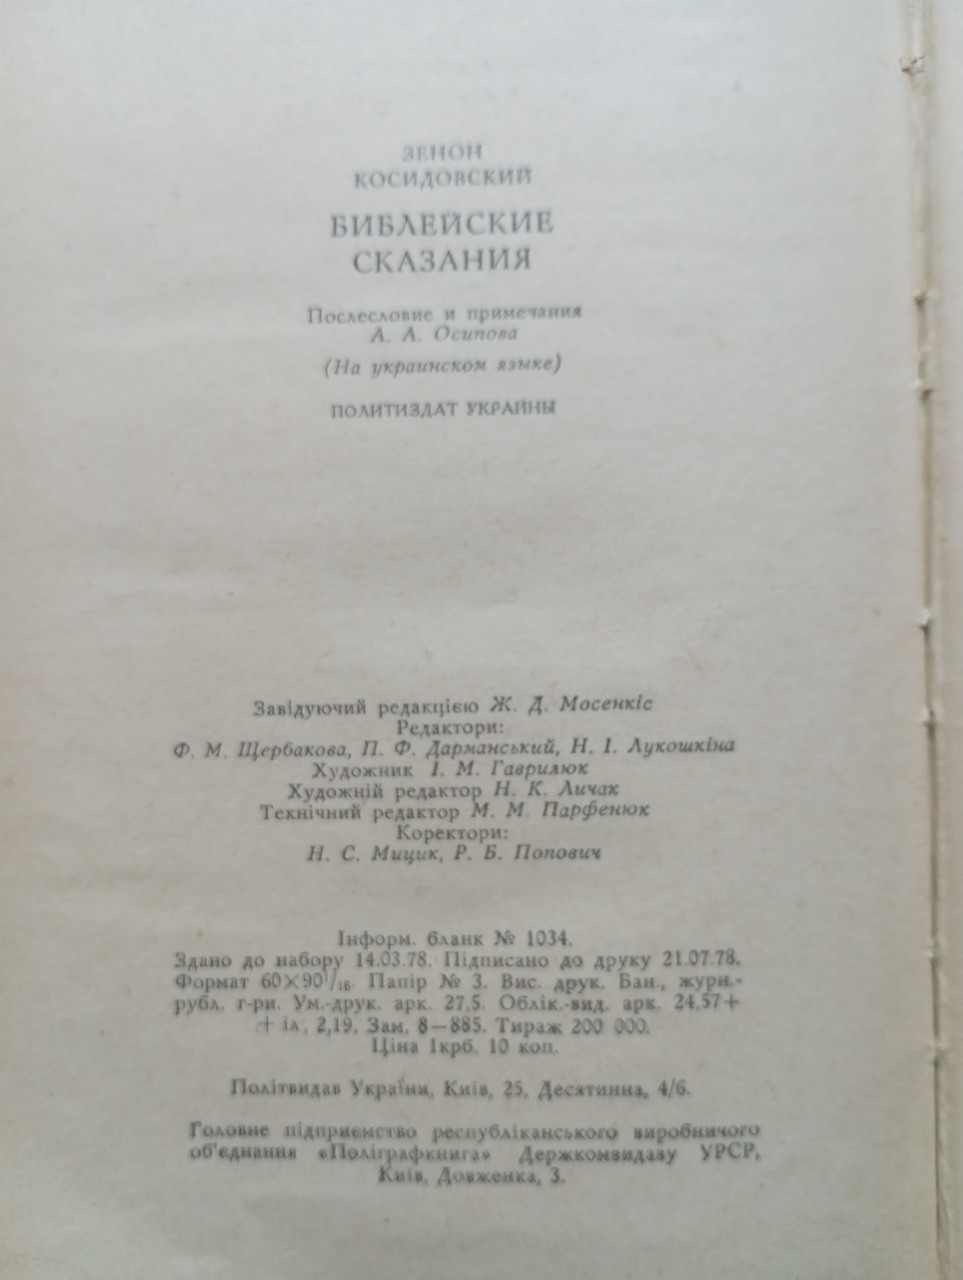 ЗЕНОН
КОСИДОВСКИЙ
БИБЛЕЙСКИЕ
СКАЗАНИЯ
Послесловие и примечания
А. А. Осипова
(На украинском языке)
ПОЛИТИЗДАТ УКРАИНЫ
Завідуючий редакцією Ж. Д. Мосенкіс
Редактори:
Ф. М. Щербакова, П. Ф. Дарманський, Н. І. Лукошкіна
Художник І. М. Гаврилюк
Художній редактор Н. К. Личак
Технічний редактор М. М. Парфенюк
Коректори:
Н. С. Мицик, Р. Б. Попович
Інформ. бланк № 1034.
Здано до набору 14.03.78. Підписано до друку 21.07.78.
Формат 60×90¹/₁₆. Папір № 3. Вис. друк. Бан., журн.-
рубл. г-ри. Ум.-друк. арк. 27,5. Облік.-вид. арк. 24,57+
+ іл. 2,19. Зам. 8—885. Тираж 200 000.
Ціна 1крб. 10 коп.
Політвидав України, Київ, 25, Десятинна, 4/6.
Головне підприємство республіканського виробничого
об'єднання «Поліграфкнига» Держкомвидаву УРСР,
Київ, Довженка, 3.